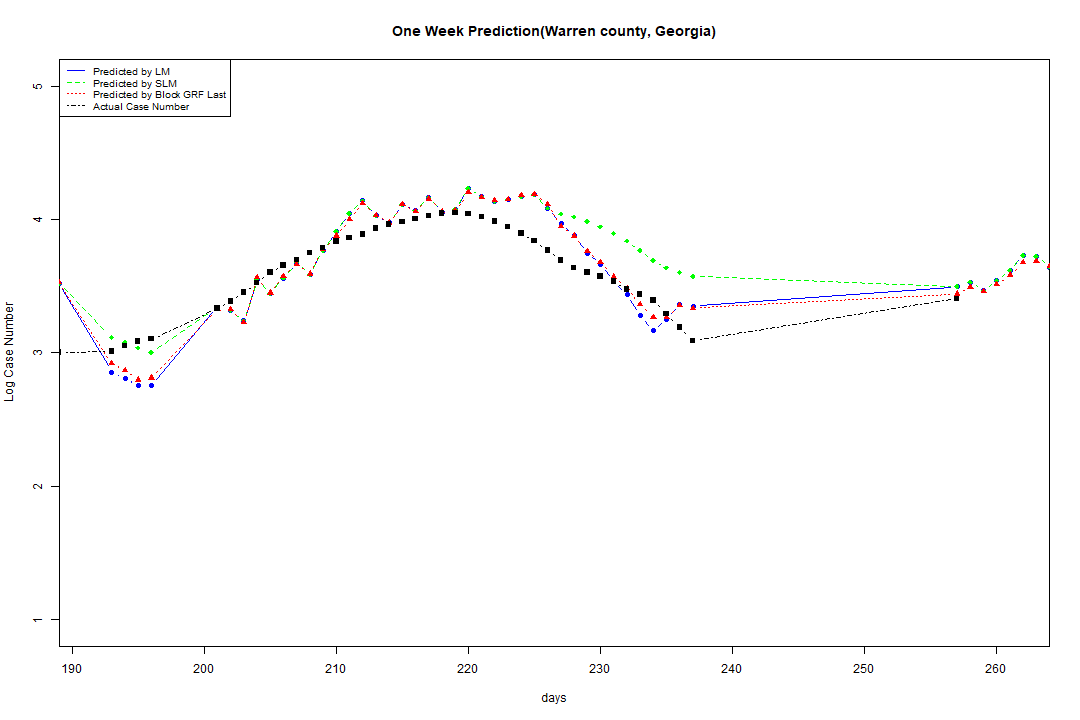 One Week Prediction(Warren county, Georgia)
Predicted by LM
Predicted by SLM
Predicted by Block GRF Last
Actual Case Number
5
4
3
2
1
Log Case Number
190 200 210 220 230 240 250 260
days